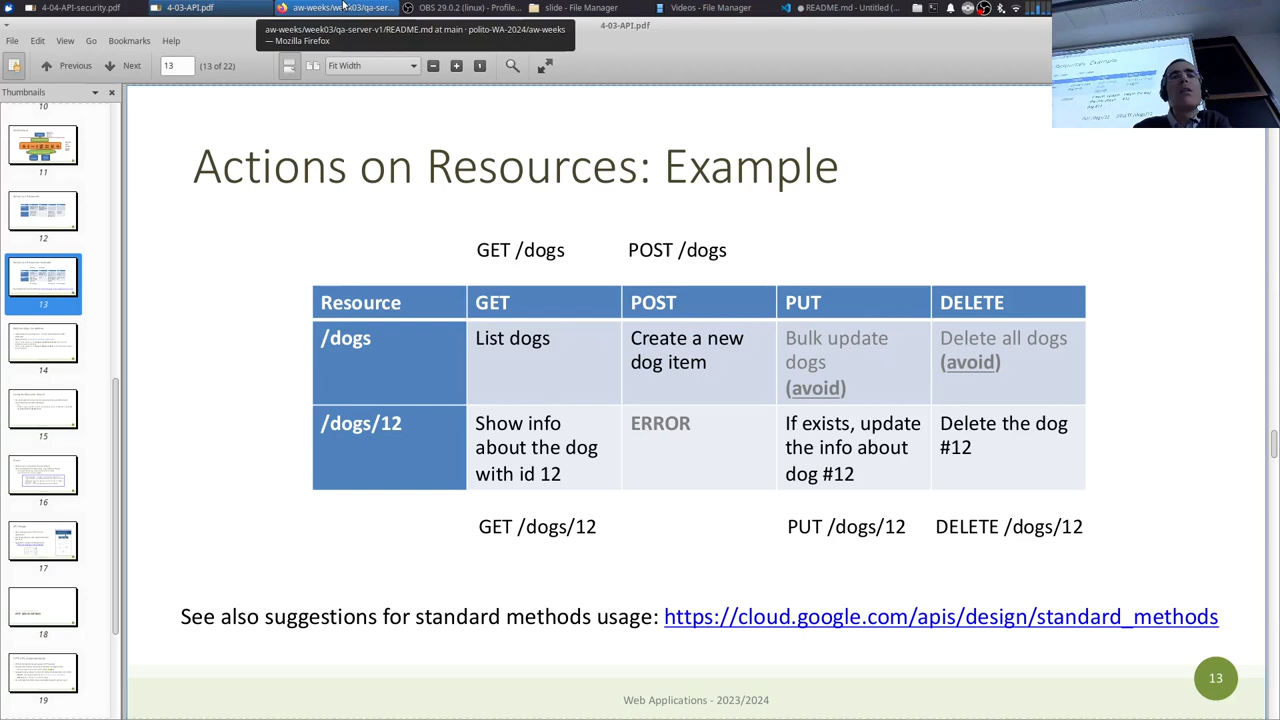 4-04-API-security.pdf
4-03-API.pdf
aw-weeks/week03/qa-ser...
OBS 29.0.2 (linux) - Profile...
slide - File Manager
Videos - File Manager
README.md - Untitled (...
4-03-API.pdf
aw-weeks/week03/qa-server-v1/README.md at main · polito-WA-2024/aw-weeks
— Mozilla Firefox
File Edit View Go Bookmarks Help
Previous Next 13 (13 of 22) Fit Width
Thumbnails
10
11
12
13
14
15
16
17
18
19
Actions on Resources: Example
GET /dogs POST /dogs
Resource GET POST PUT DELETE
/dogs List dogs Create a new Bulk update Delete all dogs
dog item dogs (avoid)
(avoid)
/dogs/12 Show info ERROR If exists, update Delete the dog
about the dog the info about #12
with id 12 dog #12
GET /dogs/12 PUT /dogs/12 DELETE /dogs/12
See also suggestions for standard methods usage: https://cloud.google.com/apis/design/standard_methods
Web Applications - 2023/2024
13